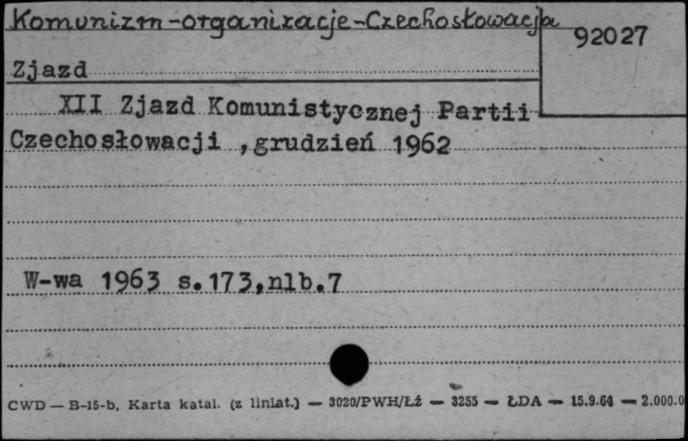 Komunizm-organizacje-Czechosłowacja
92027
Zjazd
XII Zjazd Komunistycznej Partii
Czechosłowacji ,grudzień 1962
W-wa 1963 s.173,nlb.7
CWD — B-15-b, Karta katal. (z liniat.) — 3020/PWH/Łź — 3255 — ŁDA — 15.9.64 — 2.000.0